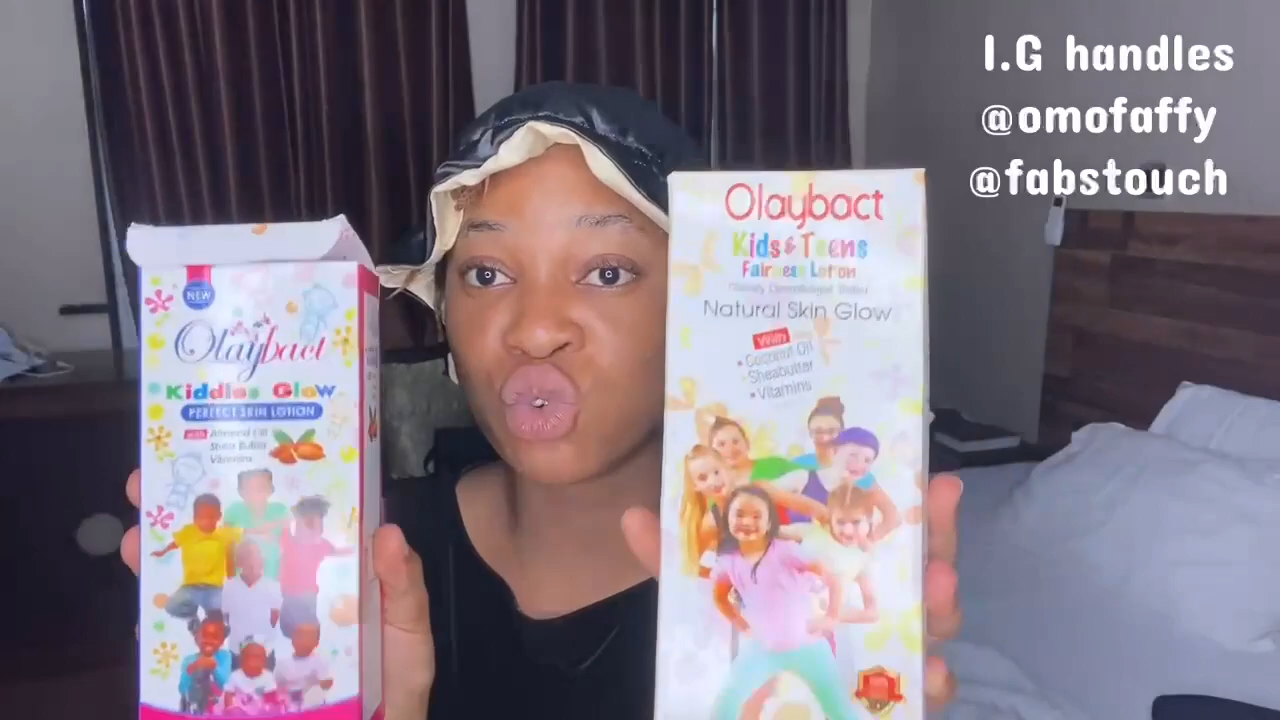 I.G handles
@omofaffy
@fabstouch
NEW
Olaybact
Kiddies Glow
PERFECT SKIN LOTION
with Almond Oil
Shea Butter
Vitamins
Olaybact
Kids & Teens
Fairness Lotion
Natural Skin Glow
With
• Coconut Oil
• Sheabutter
• Vitamins